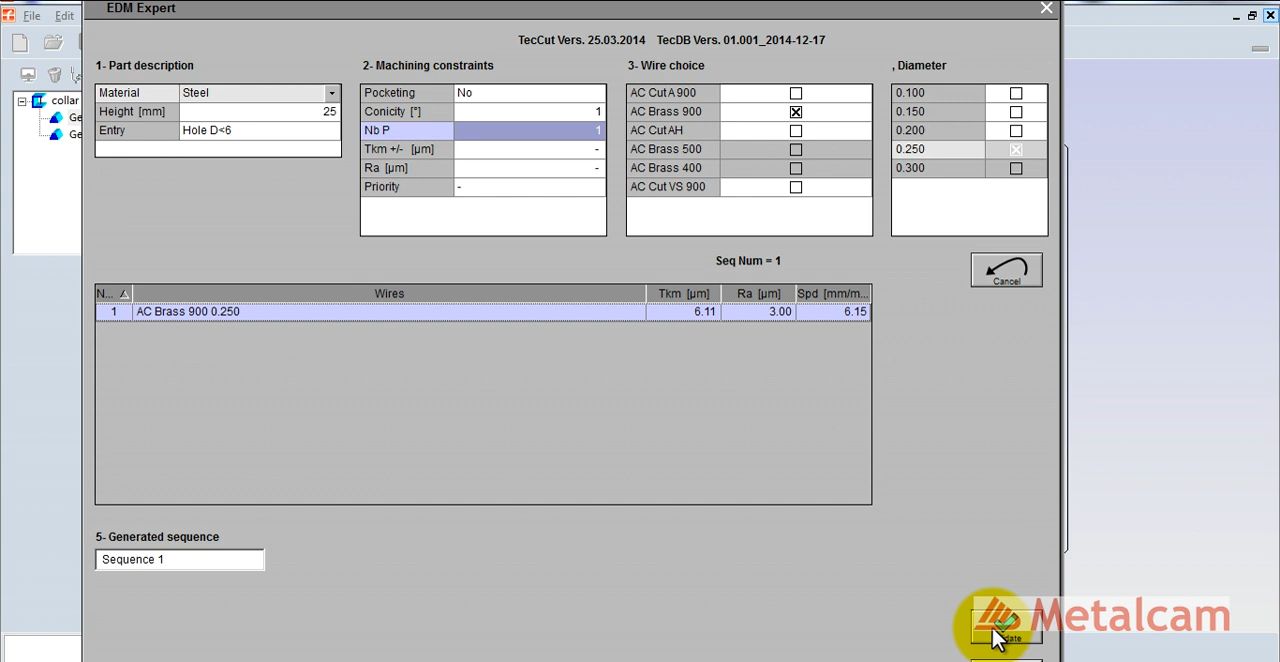 EDM Expert
File Edit
TecCut Vers. 25.03.2014 TecDB Vers. 01.001_2014-12-17
1- Part description
Material Steel
Height [mm] 25
Entry Hole D<6
2- Machining constraints
Pocketing No
Conicity [°] 1
Nb P 1
Tkm +/- [µm] -
Ra [µm] -
Priority -
3- Wire choice
AC Cut A 900
AC Brass 900
AC Cut AH
AC Brass 500
AC Brass 400
AC Cut VS 900
, Diameter
0.100
0.150
0.200
0.250
0.300
collar
Ge
Ge
Seq Num = 1
Cancel
N... Wires Tkm [µm] Ra [µm] Spd [mm/m...
1 AC Brass 900 0.250 6.11 3.00 6.15
5- Generated sequence
Sequence 1
Metalcam